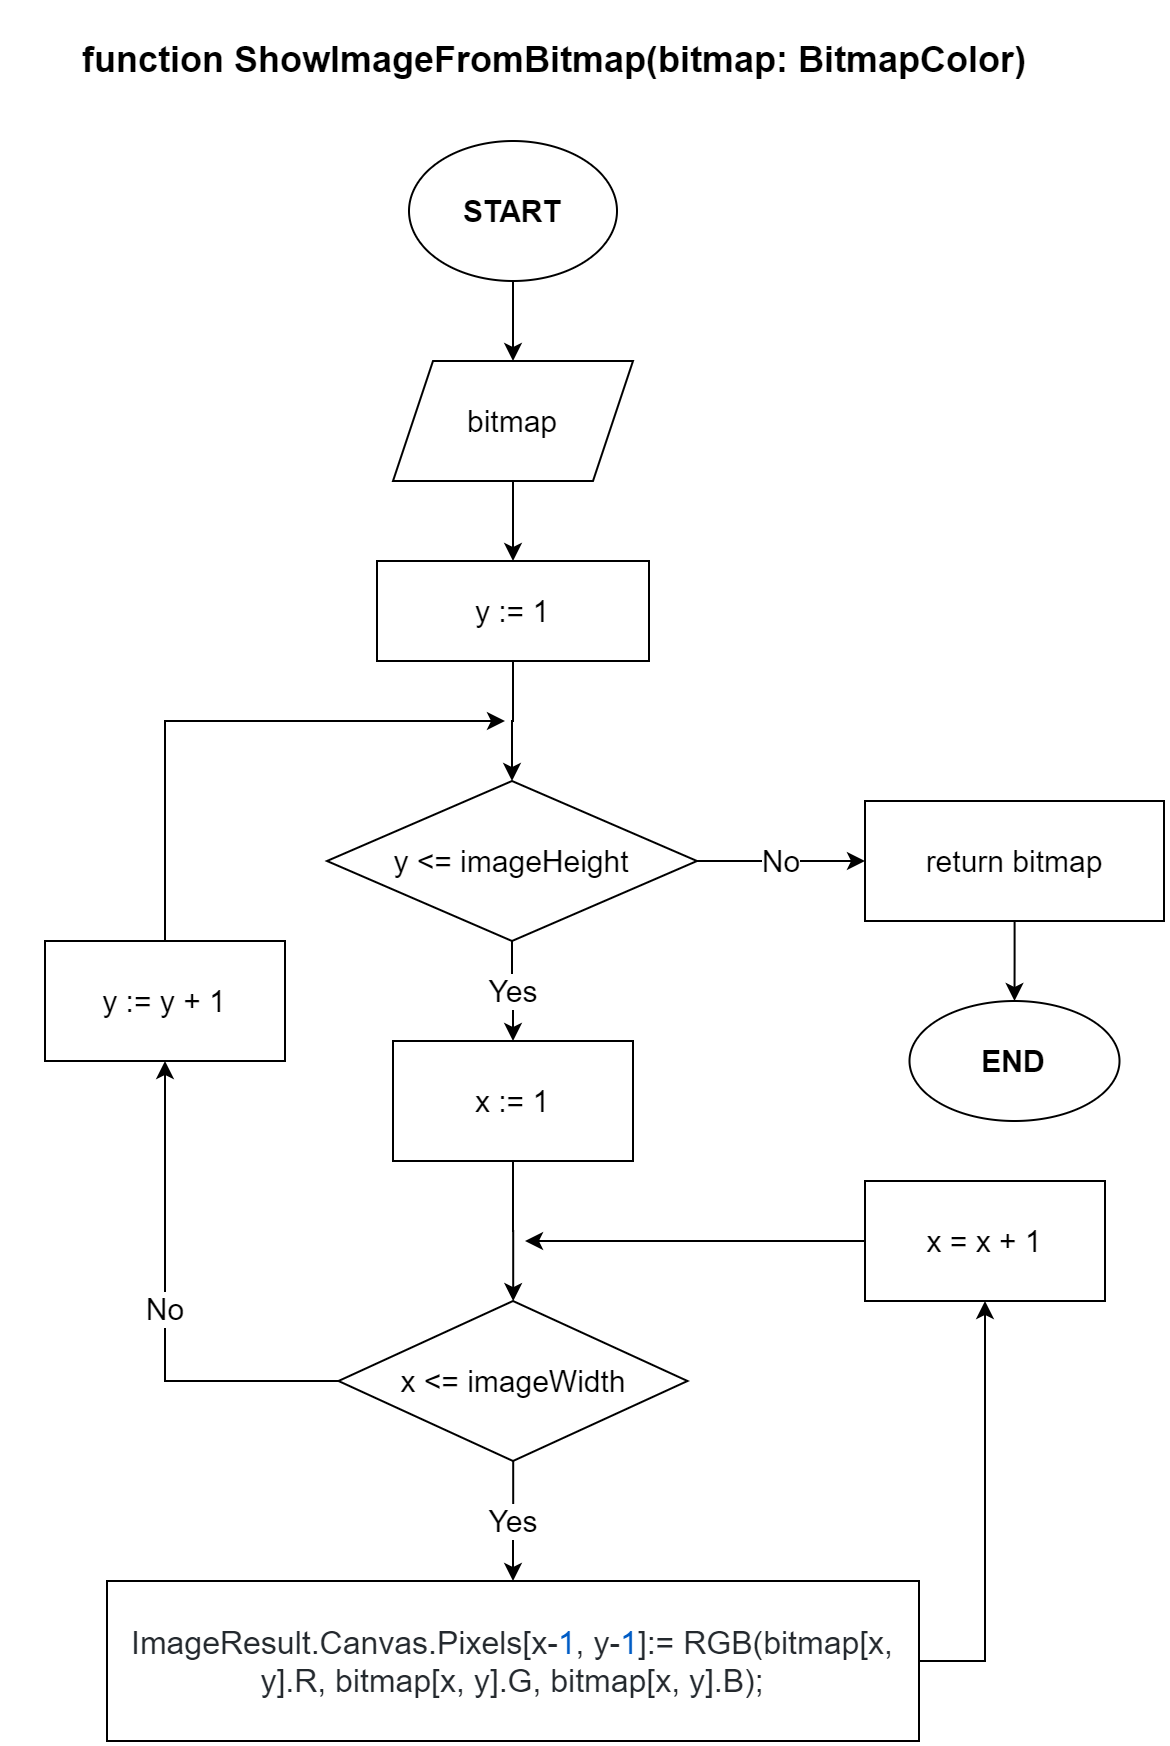 function ShowImageFromBitmap(bitmap: BitmapColor)
START
bitmap
y := 1
y <= imageHeight
No
return bitmap
y := y + 1
Yes
END
x := 1
x = x + 1
No
x <= imageWidth
Yes
ImageResult.Canvas.Pixels[x-1, y-1]:= RGB(bitmap[x,
y].R, bitmap[x, y].G, bitmap[x, y].B);